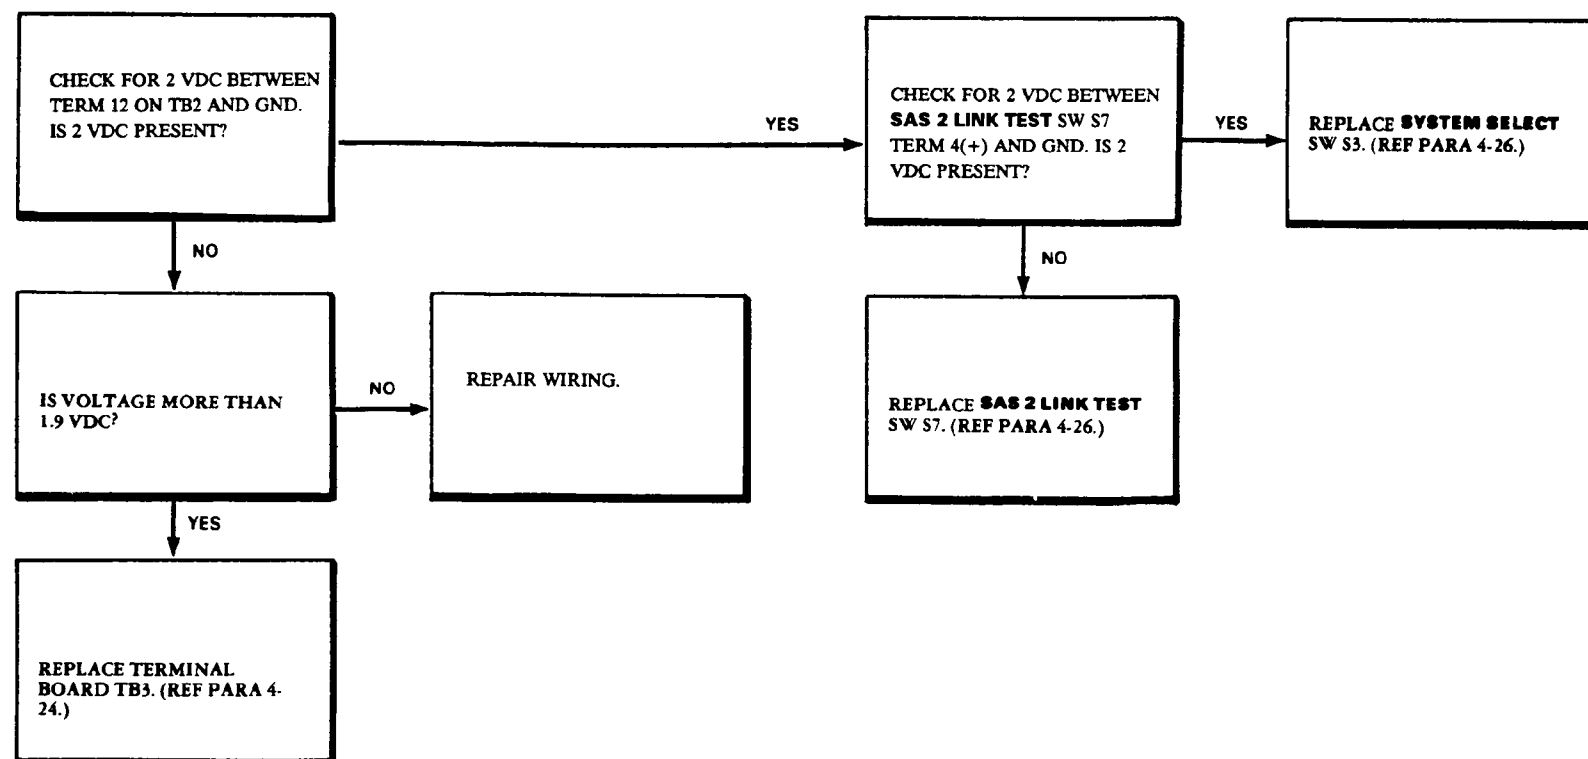 CHECK FOR 2 VDC BETWEEN
TERM 12 ON TB2 AND GND.
IS 2 VDC PRESENT?
YES
CHECK FOR 2 VDC BETWEEN
SAS 2 LINK TEST SW S7
TERM 4(+) AND GND. IS 2
VDC PRESENT?
YES
REPLACE SYSTEM SELECT
SW S3. (REF PARA 4-26.)
NO
NO
IS VOLTAGE MORE THAN
1.9 VDC?
NO
REPAIR WIRING.
REPLACE SAS 2 LINK TEST
SW S7. (REF PARA 4-26.)
YES
REPLACE TERMINAL
BOARD TB3. (REF PARA 4-
24.)